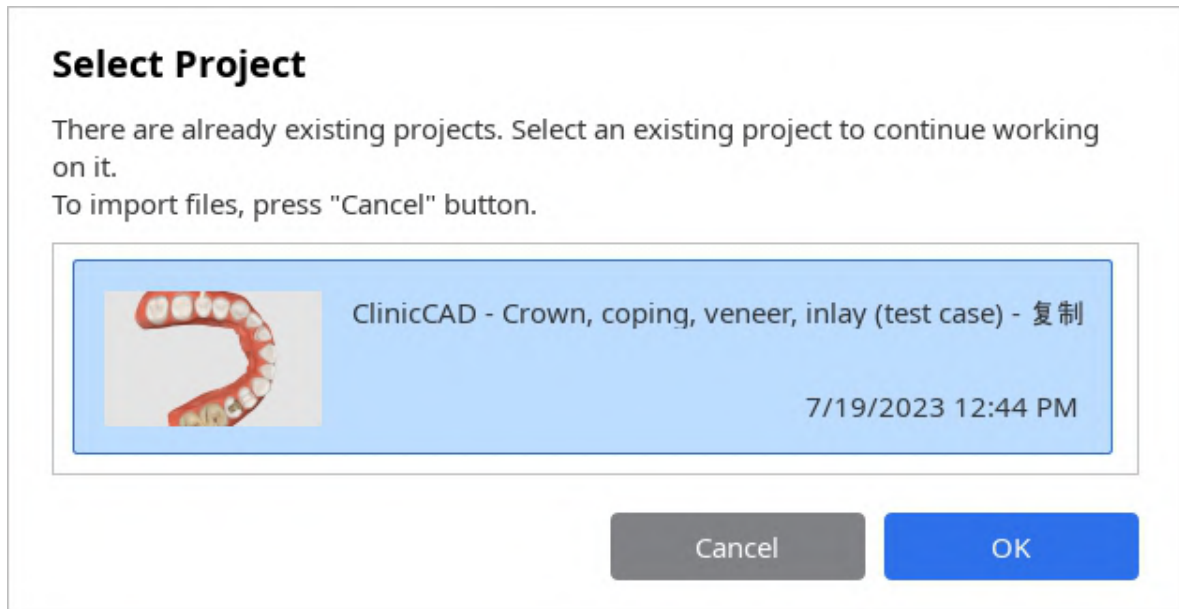 Select Project
There are already existing projects. Select an existing project to continue working
on it.
To import files, press "Cancel" button.
ClinicCAD - Crown, coping, veneer, inlay (test case) - 复制
7/19/2023 12:44 PM
Cancel
OK